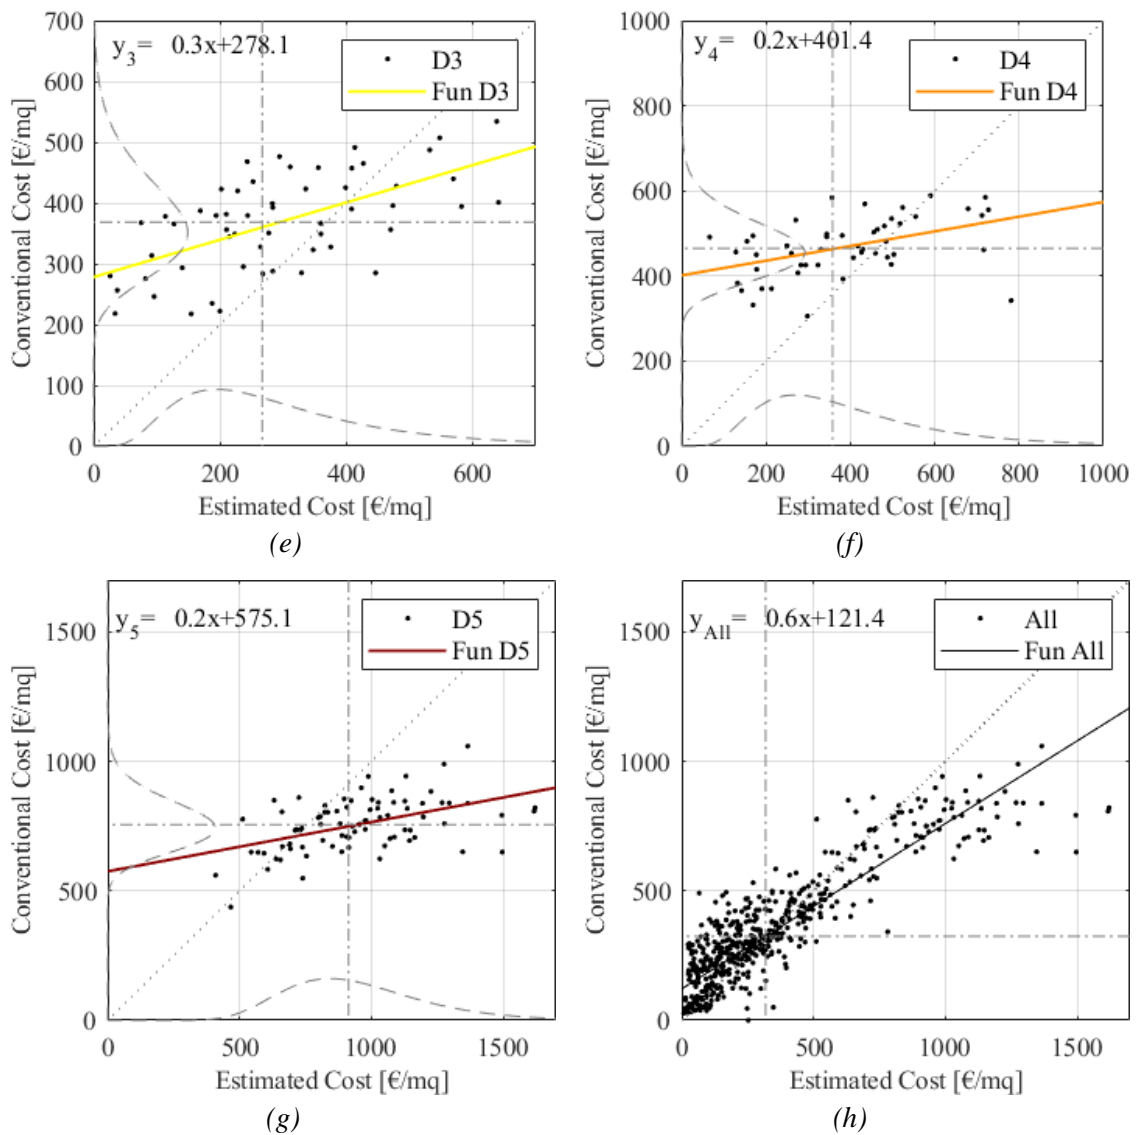 700
600
500
400
300
200
100
0
Conventional Cost [€/mq]
y3= 0.3x+278.1
D3
Fun D3
0 200 400 600
Estimated Cost [€/mq]
(e)
1000
800
600
400
200
0
Conventional Cost [€/mq]
y4= 0.2x+401.4
D4
Fun D4
0 200 400 600 800 1000
Estimated Cost [€/mq]
(f)
1500
1000
500
0
Conventional Cost [€/mq]
y5= 0.2x+575.1
D5
Fun D5
0 500 1000 1500
Estimated Cost [€/mq]
(g)
1500
1000
500
0
Conventional Cost [€/mq]
yAll= 0.6x+121.4
All
Fun All
0 500 1000 1500
Estimated Cost [€/mq]
(h)